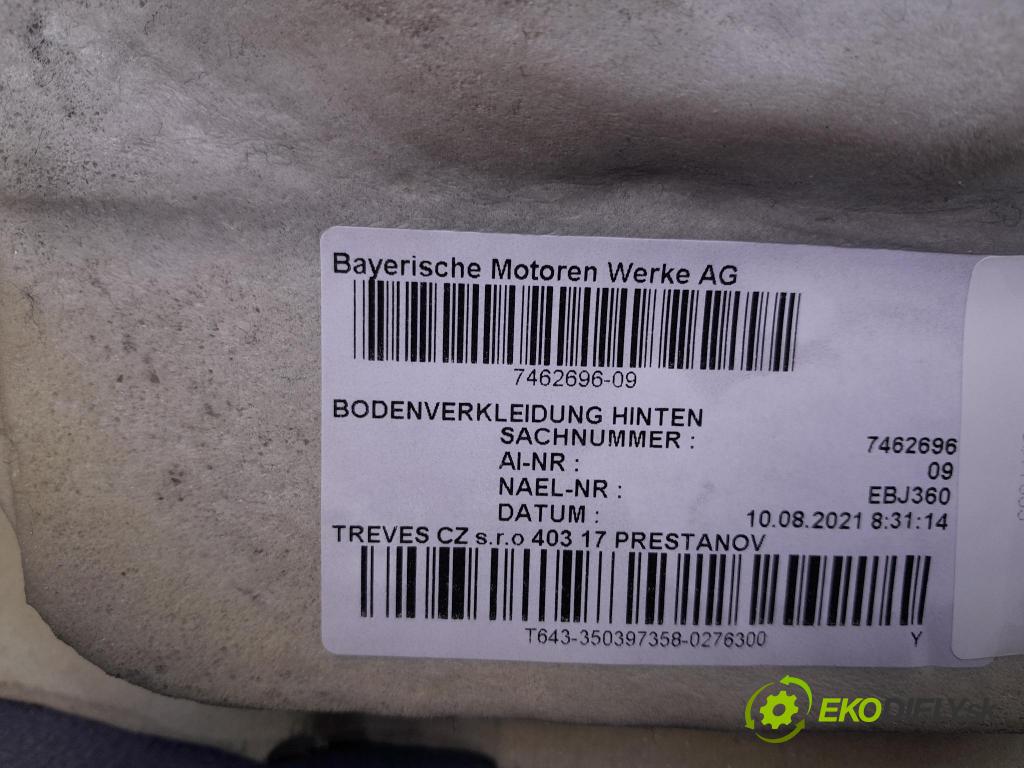 Bayerische Motoren Werke AG
7462696-09
BODENVERKLEIDUNG HINTEN
SACHNUMMER : 7462696
AI-NR : 09
NAEL-NR : EBJ360
DATUM : 10.08.2021 8:31:14
TREVES CZ s.r.o 403 17 PRESTANOV
T643-350397358-0276300 Y
EKODIELY.sk